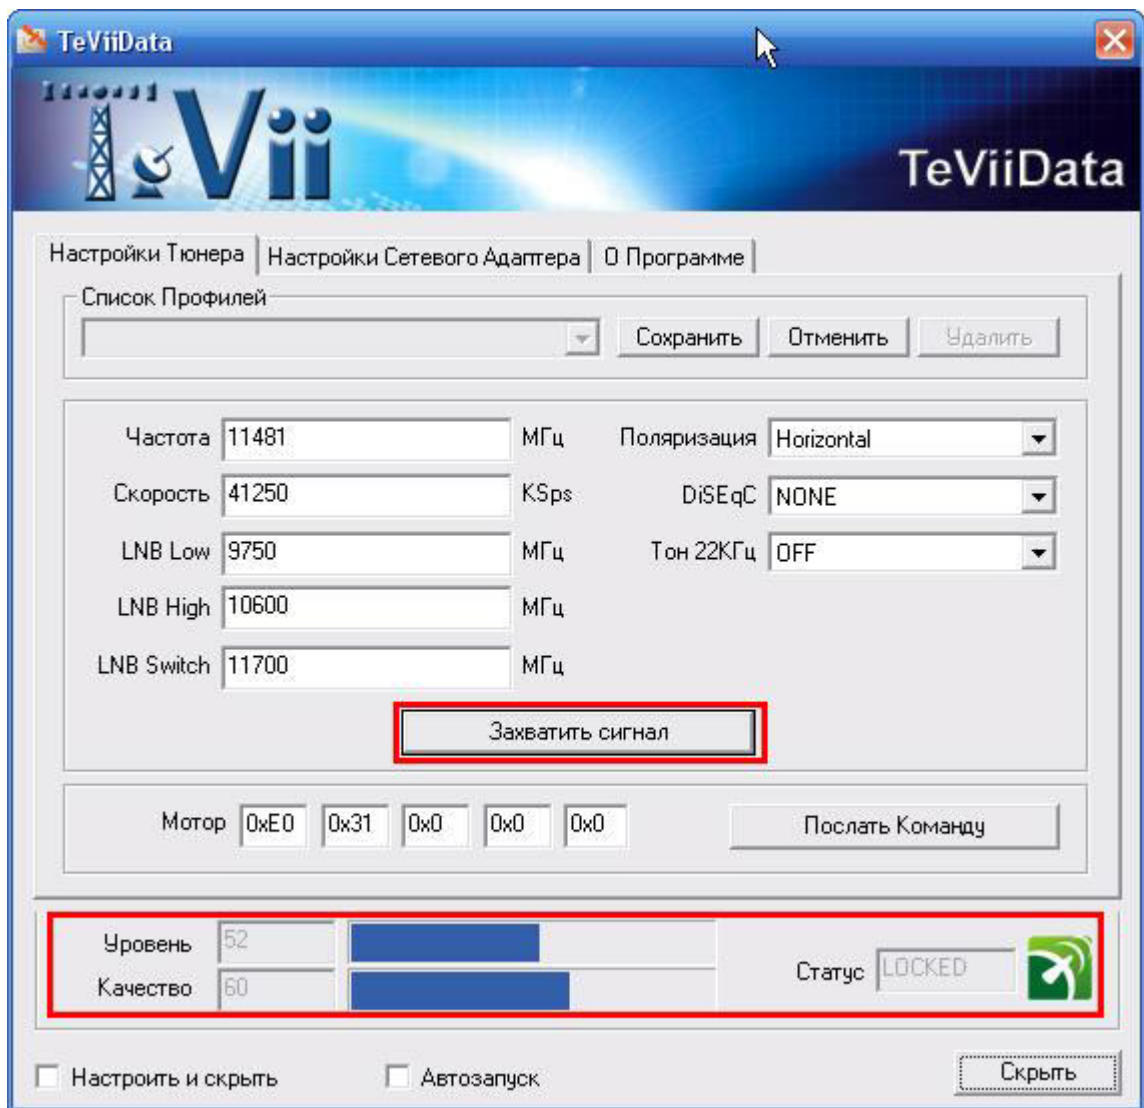 TeViiData
TeVii
TeViiData
Настройки Тюнера Настройки Сетевого Адаптера О Программе
Список Профилей
Сохранить Отменить Удалить
Частота 11481 МГц Поляризация Horizontal
Скорость 41250 KSps DiSEqC NONE
LNB Low 9750 МГц Тон 22КГц OFF
LNB High 10600 МГц
LNB Switch 11700 МГц
Захватить сигнал
Мотор 0xE0 0x31 0x0 0x0 0x0 Послать Команду
Уровень 52
Качество 60
Статус LOCKED
Настроить и скрыть Автозапуск Скрыть